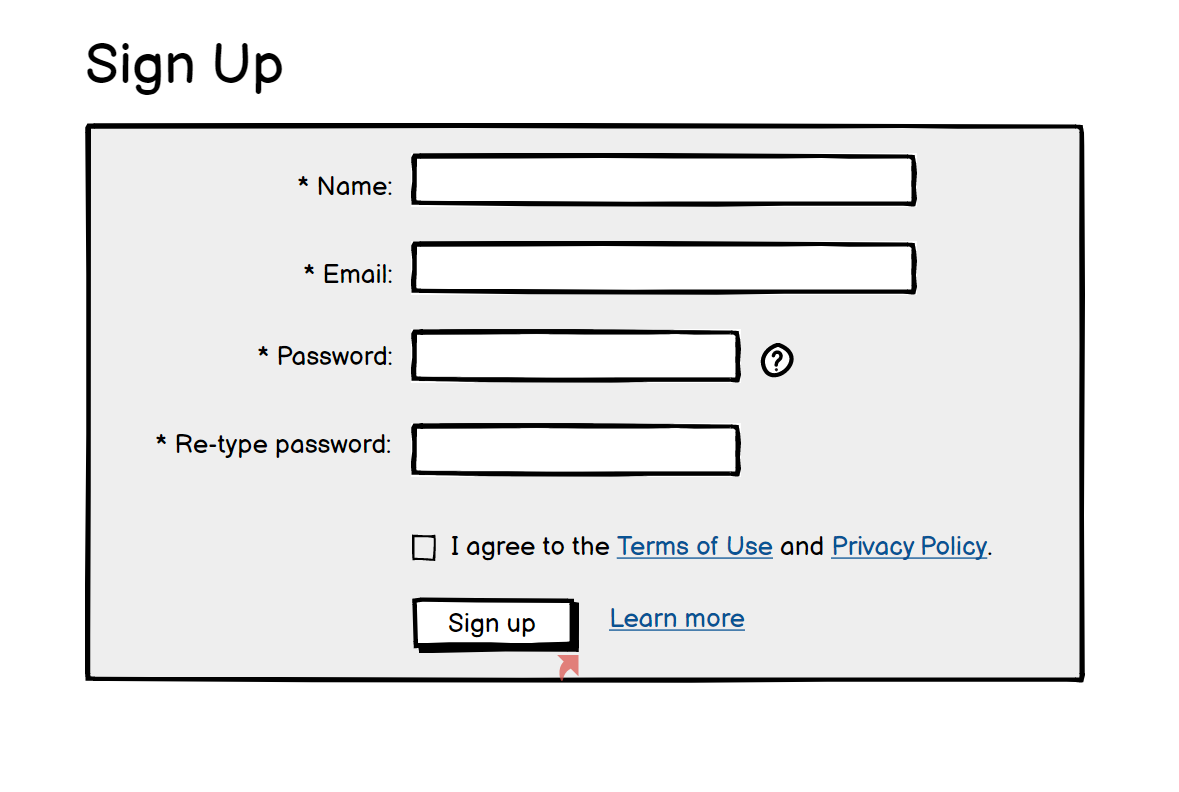 Sign Up
* Name:
* Email:
* Password: ?
* Re-type password:
I agree to the Terms of Use and Privacy Policy.
Sign up Learn more